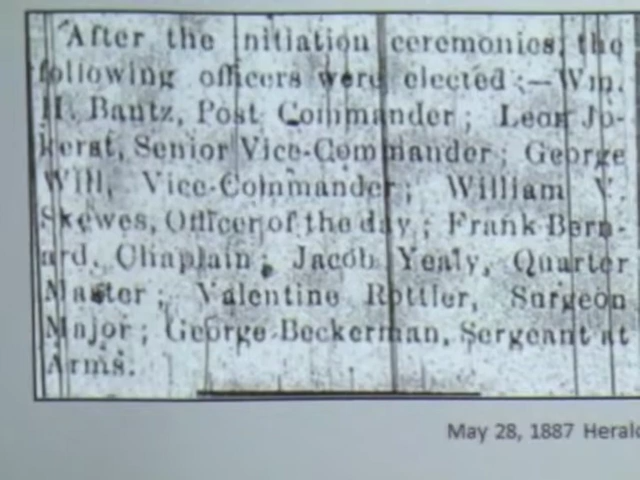 After the initiation ceremonies, the
following officers were elected:—Wm.
H. Bantz, Post Commander; Leon Jo-
kerst, Senior Vice-Commander; George
Will, Vice-Commander; William V.
Skewes, Officer of the day; Frank Bern-
ard, Chaplain; Jacob Yealy, Quarter
Master; Valentine Rottler, Surgeon
Major; George Beckerman, Sergeant at
Arms.
May 28, 1887 Herald